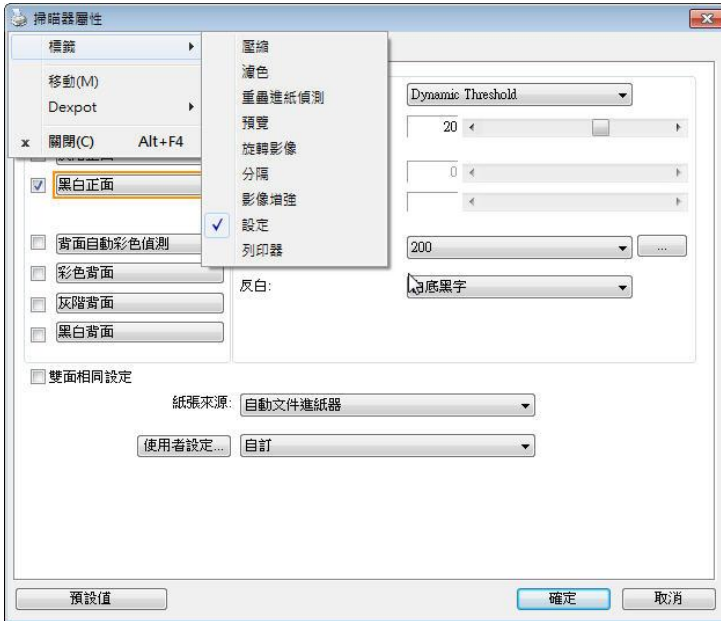 掃瞄器屬性
標籤
移動(M)
Dexpot
x 關閉(C) Alt+F4
壓縮
濾色
重疊進紙偵測
預覽
旋轉影像
分隔
影像增強
設定
列印器
Dynamic Threshold
20
黑白正面
0
背面自動彩色偵測
200
...
彩色背面
反白:
白底黑字
灰階背面
黑白背面
雙面相同設定
紙張來源: 自動文件進紙器
使用者設定... 自訂
預設值
確定
取消